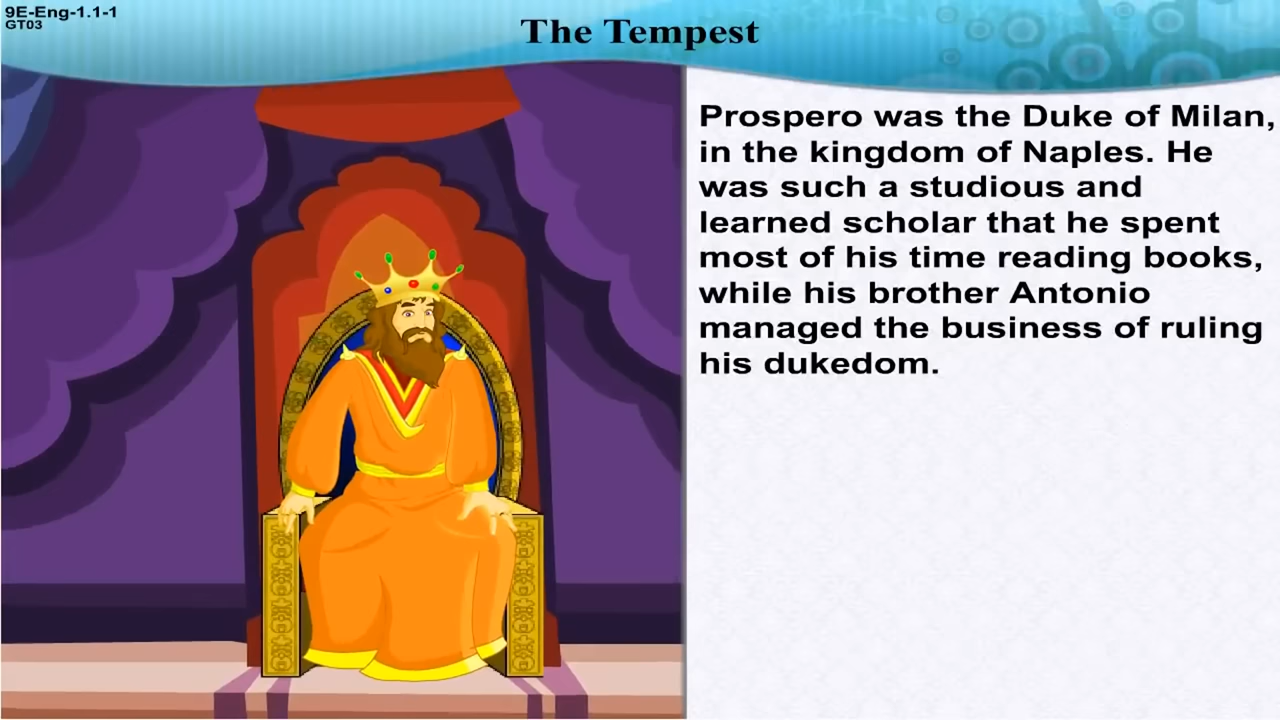 9E-Eng-1.1-1
GT03
The Tempest
Prospero was the Duke of Milan,
in the kingdom of Naples. He
was such a studious and
learned scholar that he spent
most of his time reading books,
while his brother Antonio
managed the business of ruling
his dukedom.